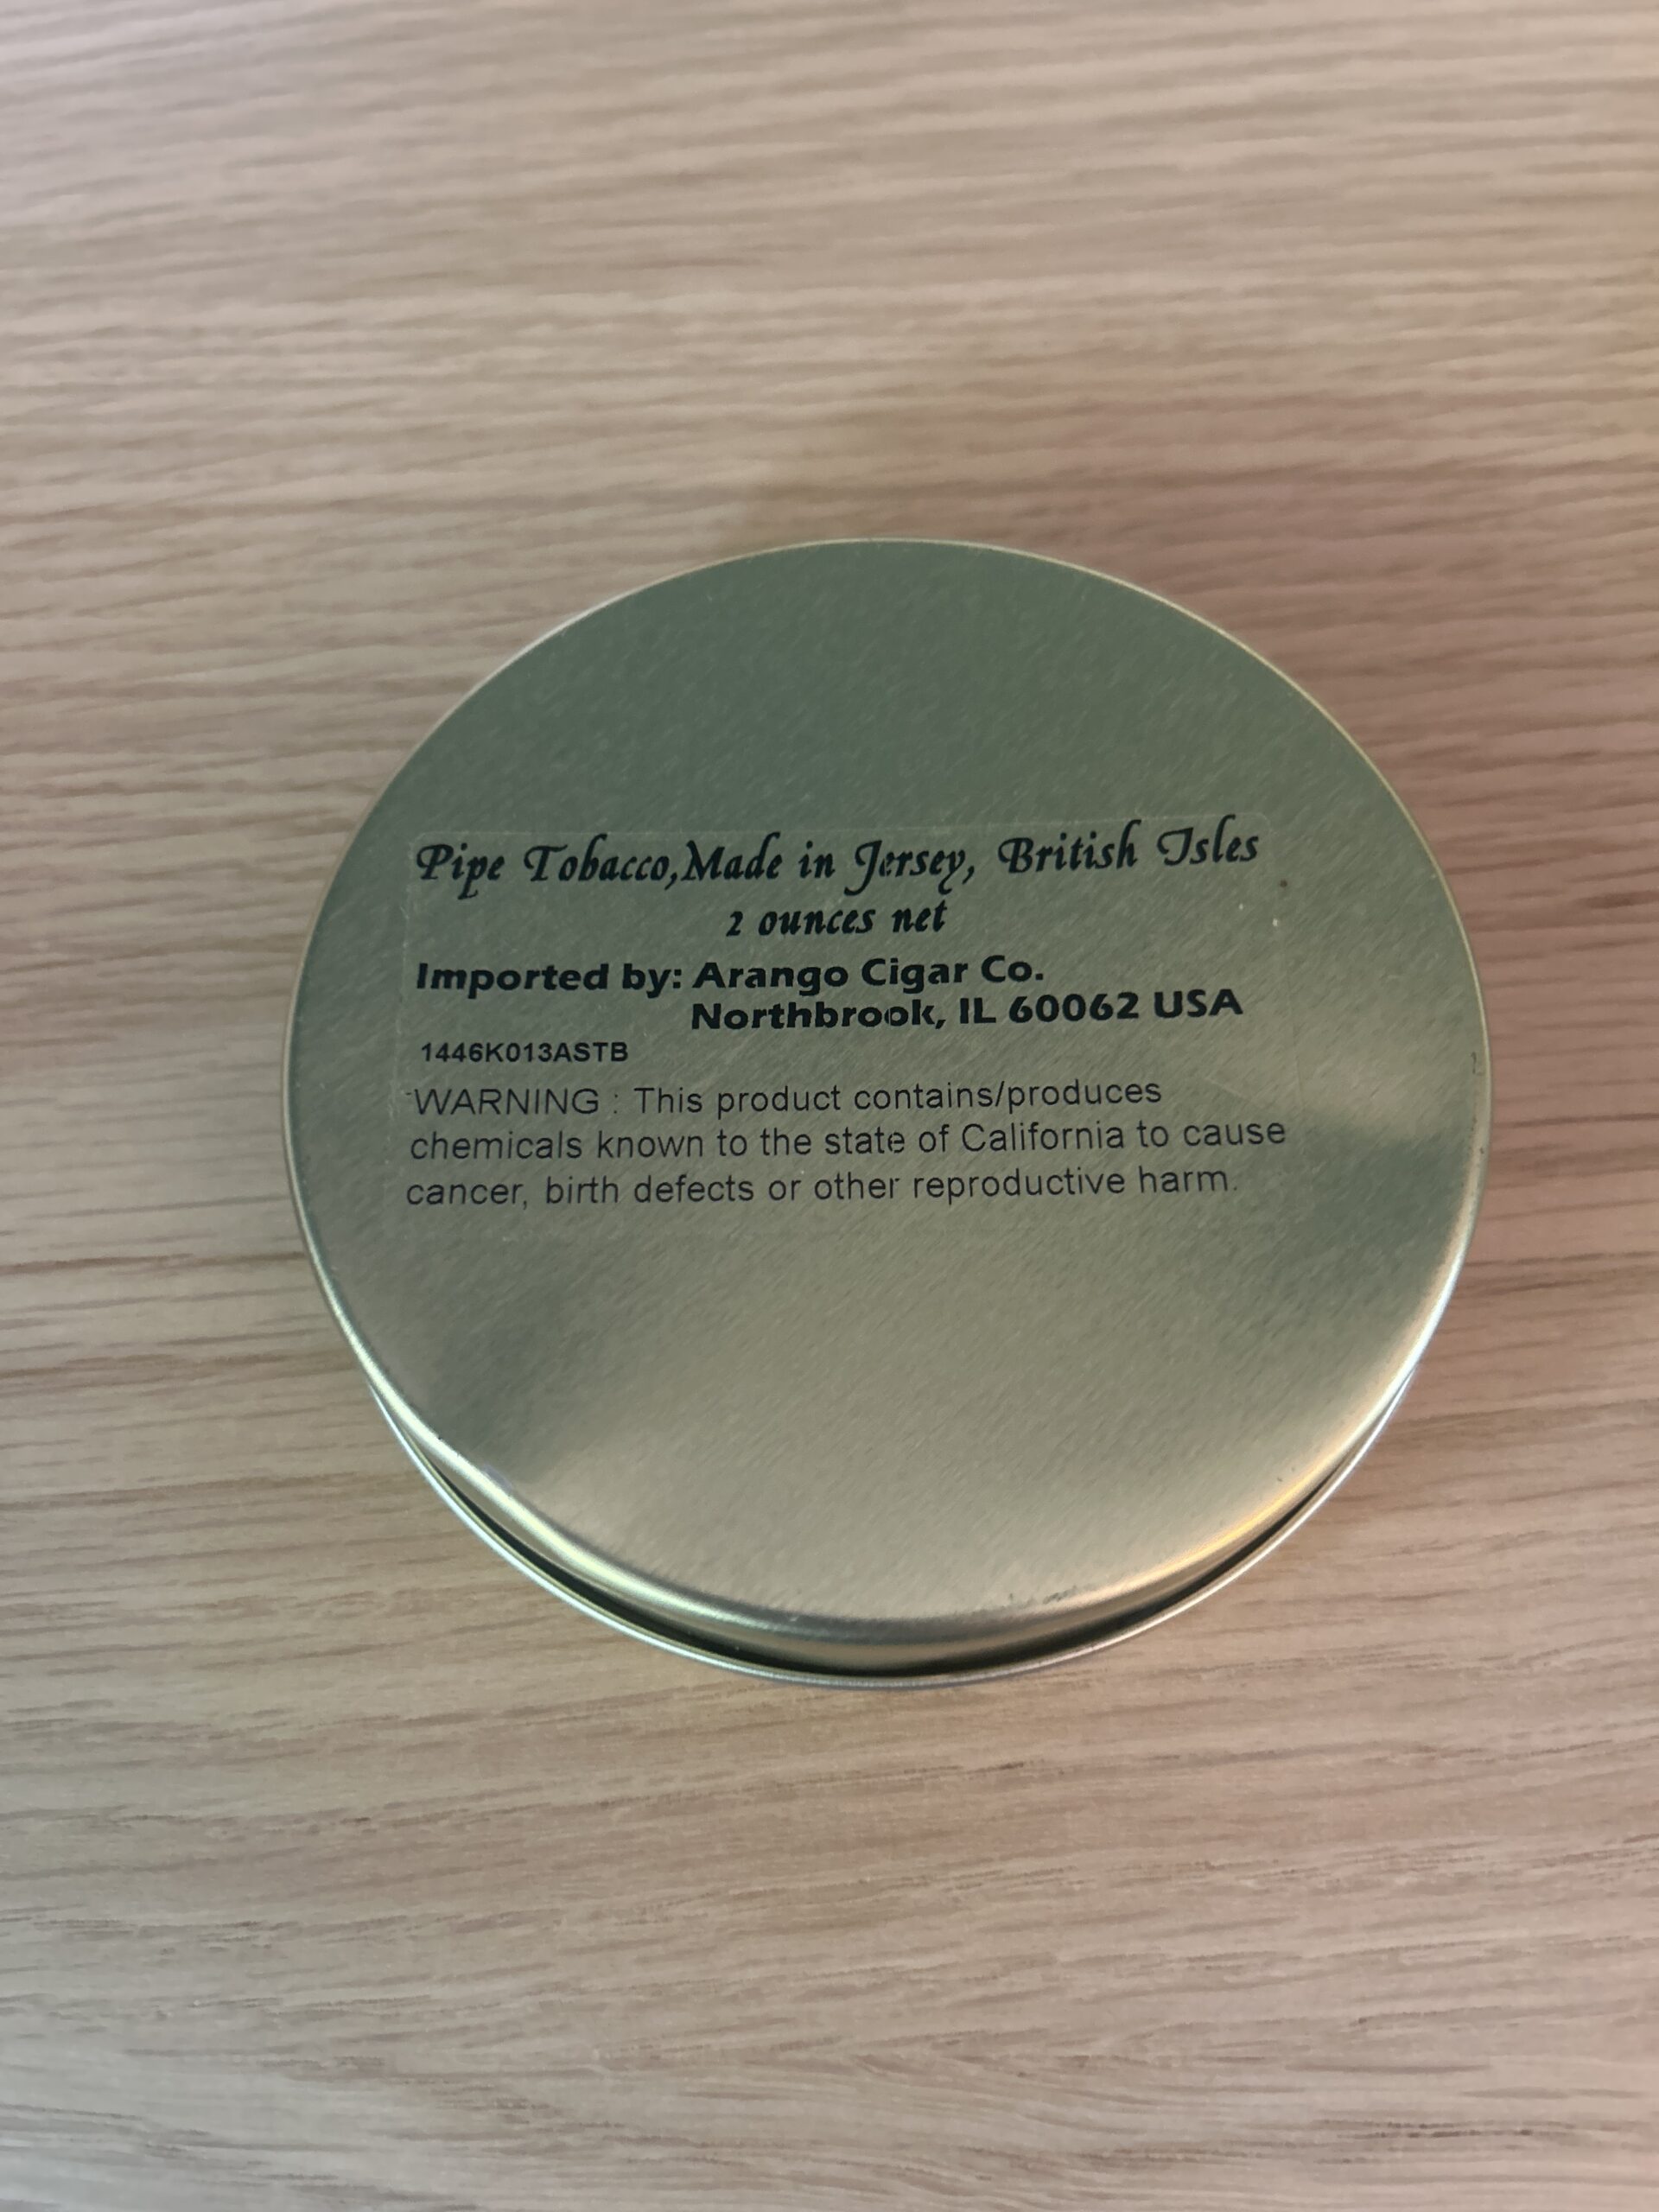 Pipe Tobacco,Made in Jersey, British Isles
2 ounces net
Imported by: Arango Cigar Co.
Northbrook, IL 60062 USA
1446K013ASTB
WARNING : This product contains/produces
chemicals known to the state of California to cause
cancer, birth defects or other reproductive harm.